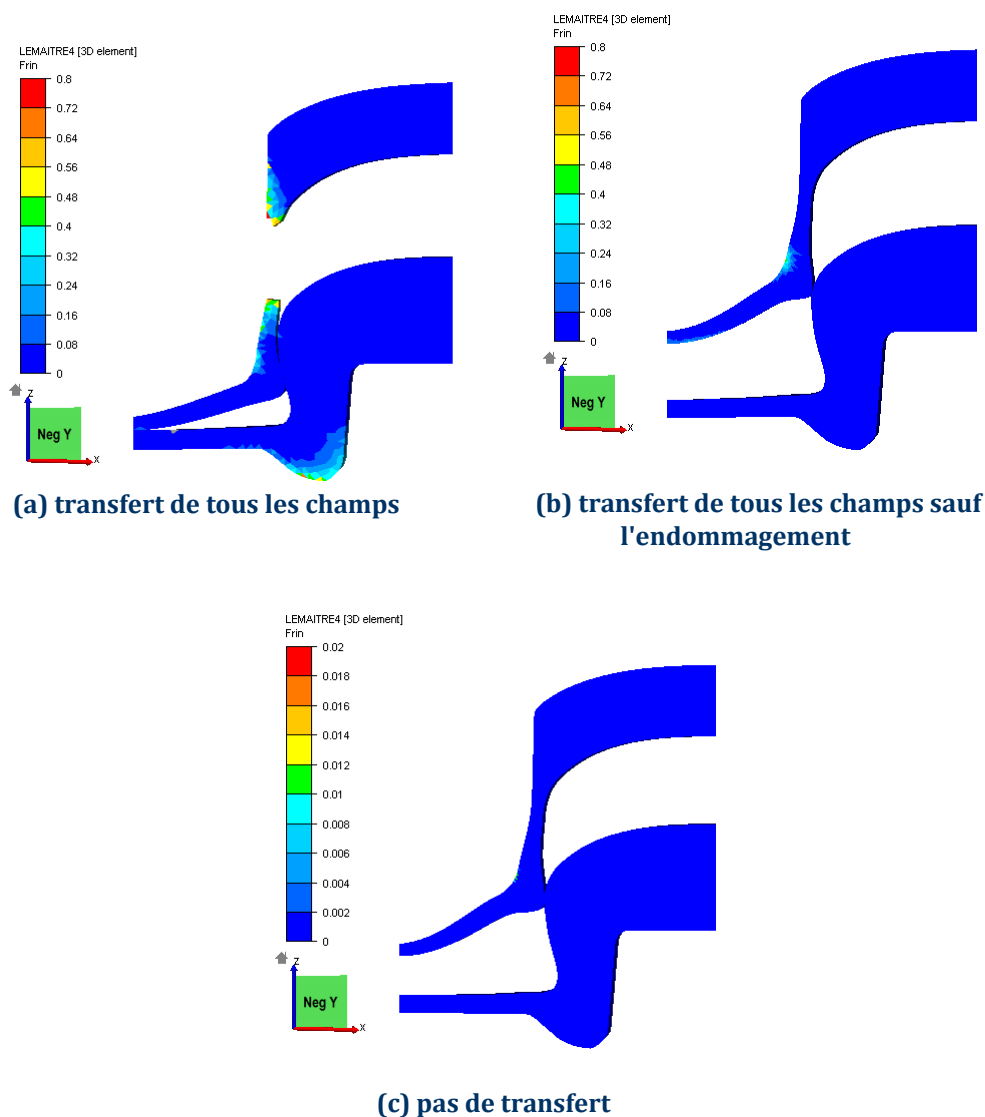 LEMAITRE4 [3D element]
Frin
0.8
0.72
0.64
0.56
0.48
0.4
0.32
0.24
0.16
0.08
0
Z
Neg Y
X
(a) transfert de tous les champs
LEMAITRE4 [3D element]
Frin
0.8
0.72
0.64
0.56
0.48
0.4
0.32
0.24
0.16
0.08
0
Z
Neg Y
X
(b) transfert de tous les champs sauf
l'endommagement
LEMAITRE4 [3D element]
Frin
0.02
0.018
0.016
0.014
0.012
0.01
0.008
0.006
0.004
0.002
0
Z
Neg Y
X
(c) pas de transfert